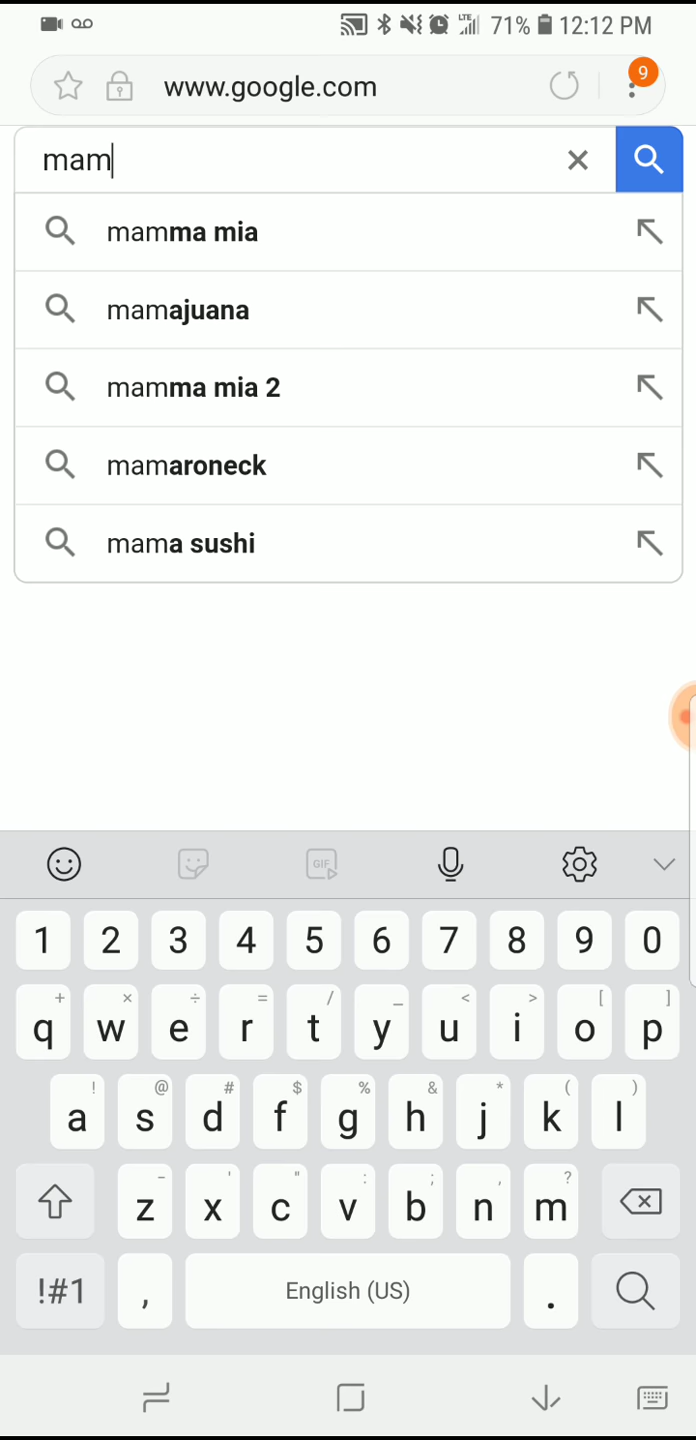 LTE 71% 12:12 PM
www.google.com
9
mam
mamma mia
mamajuana
mamma mia 2
mamaroneck
mama sushi
GIF
1 2 3 4 5 6 7 8 9 0
+ × ÷ = / _ < > [ ]
q w e r t y u i o p
! @ # $ % & * ( )
a s d f g h j k l
- ' " : ; , ?
z x c v b n m
!#1 , English (US) .